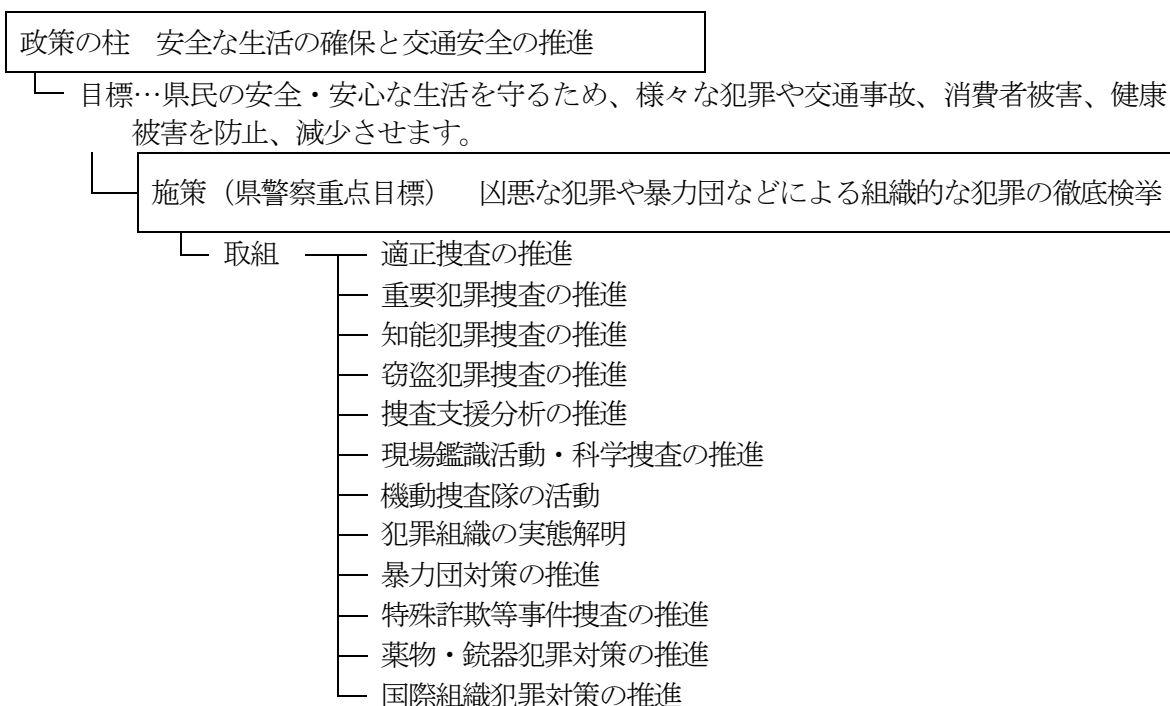 政策の柱　安全な生活の確保と交通安全の推進
目標…県民の安全・安心な生活を守るため、様々な犯罪や交通事故、消費者被害、健康
被害を防止、減少させます。
施策（県警察重点目標）　凶悪な犯罪や暴力団などによる組織的な犯罪の徹底検挙
取組　適正捜査の推進
重要犯罪捜査の推進
知能犯罪捜査の推進
窃盗犯罪捜査の推進
捜査支援分析の推進
現場鑑識活動・科学捜査の推進
機動捜査隊の活動
犯罪組織の実態解明
暴力団対策の推進
特殊詐欺等事件捜査の推進
薬物・銃器犯罪対策の推進
国際組織犯罪対策の推進